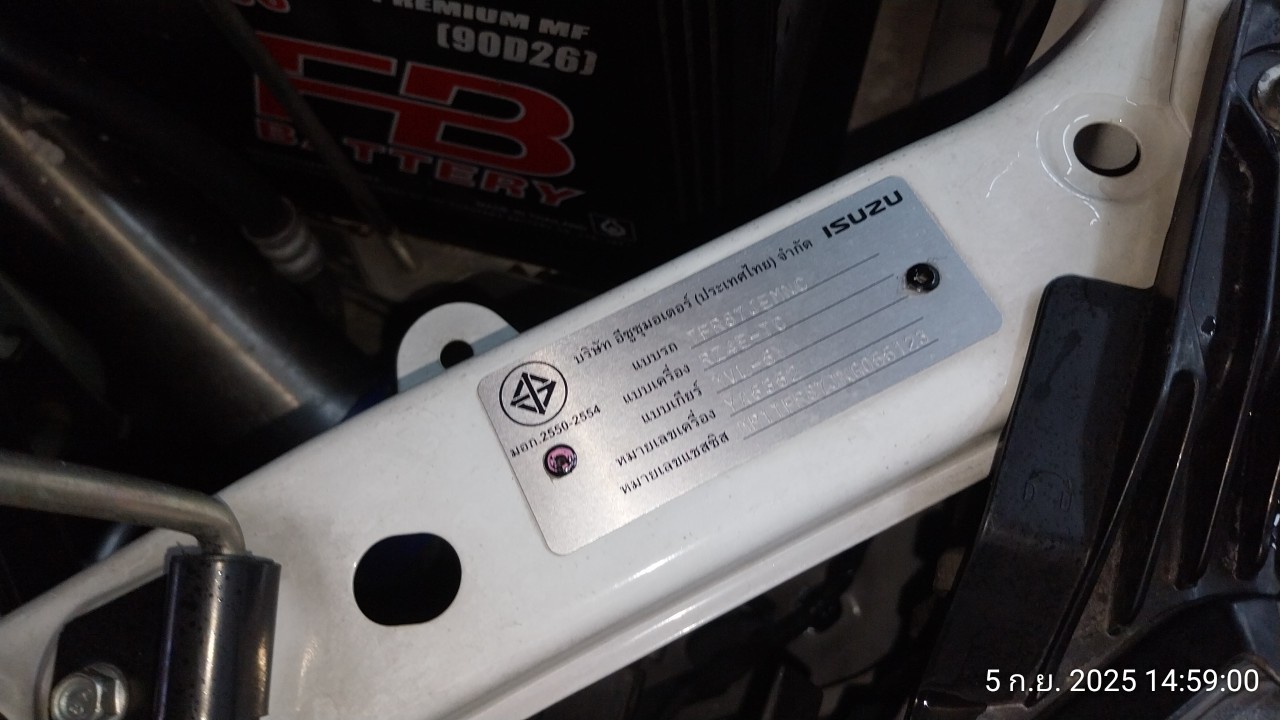 PREMIUM MF
(90D26)
FB
BATTERY
ISUZU
บริษัท อีซูซุมอเตอร์ (ประเทศไทย) จำกัด
แบบรถ
แบบเครื่อง RZ4E-TC
แบบเกียร์
หมายเลขเครื่อง
หมายเลขแชสซิส
มอก.2550-2554
5 ก.ย. 2025 14:59:00